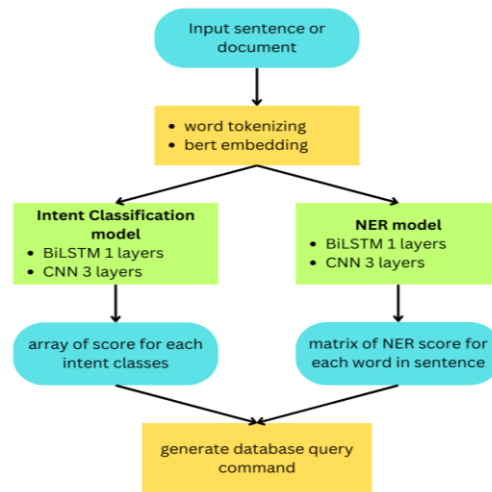 Input sentence or
document
• word tokenizing
• bert embedding
Intent Classification
model
• BiLSTM 1 layers
• CNN 3 layers
NER model
• BiLSTM 1 layers
• CNN 3 layers
array of score for each
intent classes
matrix of NER score for
each word in sentence
generate database query
command